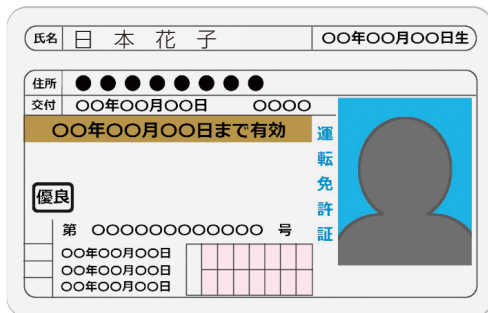 氏名 日本花子 〇〇年〇〇月〇〇日生
住所 ●●●●●●●●
交付 〇〇年〇〇月〇〇日 〇〇〇〇
〇〇年〇〇月〇〇日まで有効
運転免許証
優良
第 〇〇〇〇〇〇〇〇〇〇〇〇 号
〇〇年〇〇月〇〇日
〇〇年〇〇月〇〇日
〇〇年〇〇月〇〇日